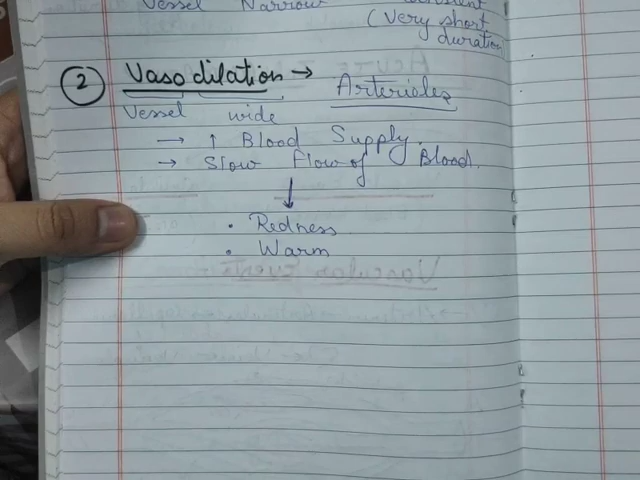 Vessel Narrow
(Very short
duration
② Vasodilation →
Arterioles
Vessel wide
→ ↑ Blood Supply.
→ Slow flow of Blood.
↓
• Redness
• Warm